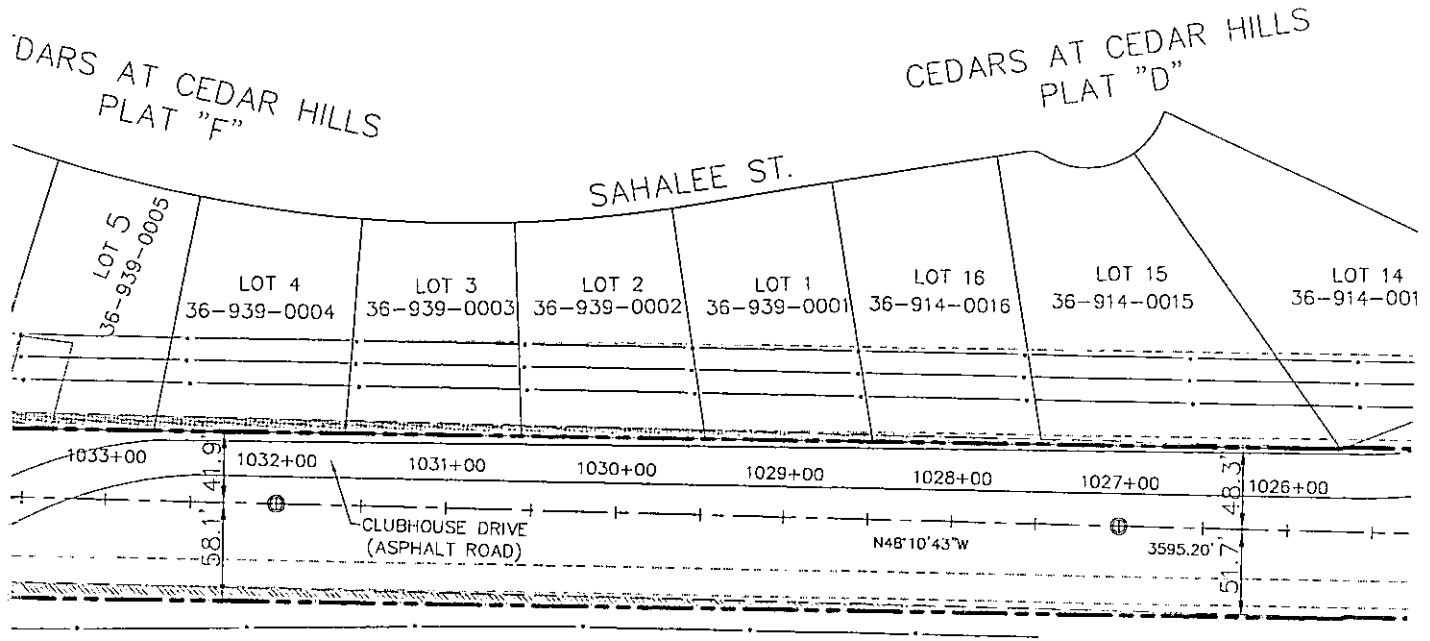 DARS AT CEDAR HILLS
PLAT "F"
CEDARS AT CEDAR HILLS
PLAT "D"
SAHALEE ST.
LOT 5
36-939-0005
LOT 4
36-939-0004
LOT 3
36-939-0003
LOT 2
36-939-0002
LOT 1
36-939-0001
LOT 16
36-914-0016
LOT 15
36-914-0015
LOT 14
36-914-001
1033+00
41.9'
1032+00
1031+00
1030+00
1029+00
1028+00
1027+00
48.3'
1026+00
58.1'
CLUBHOUSE DRIVE
(ASPHALT ROAD)
N48°10'43"W
3595.20'
51.7'